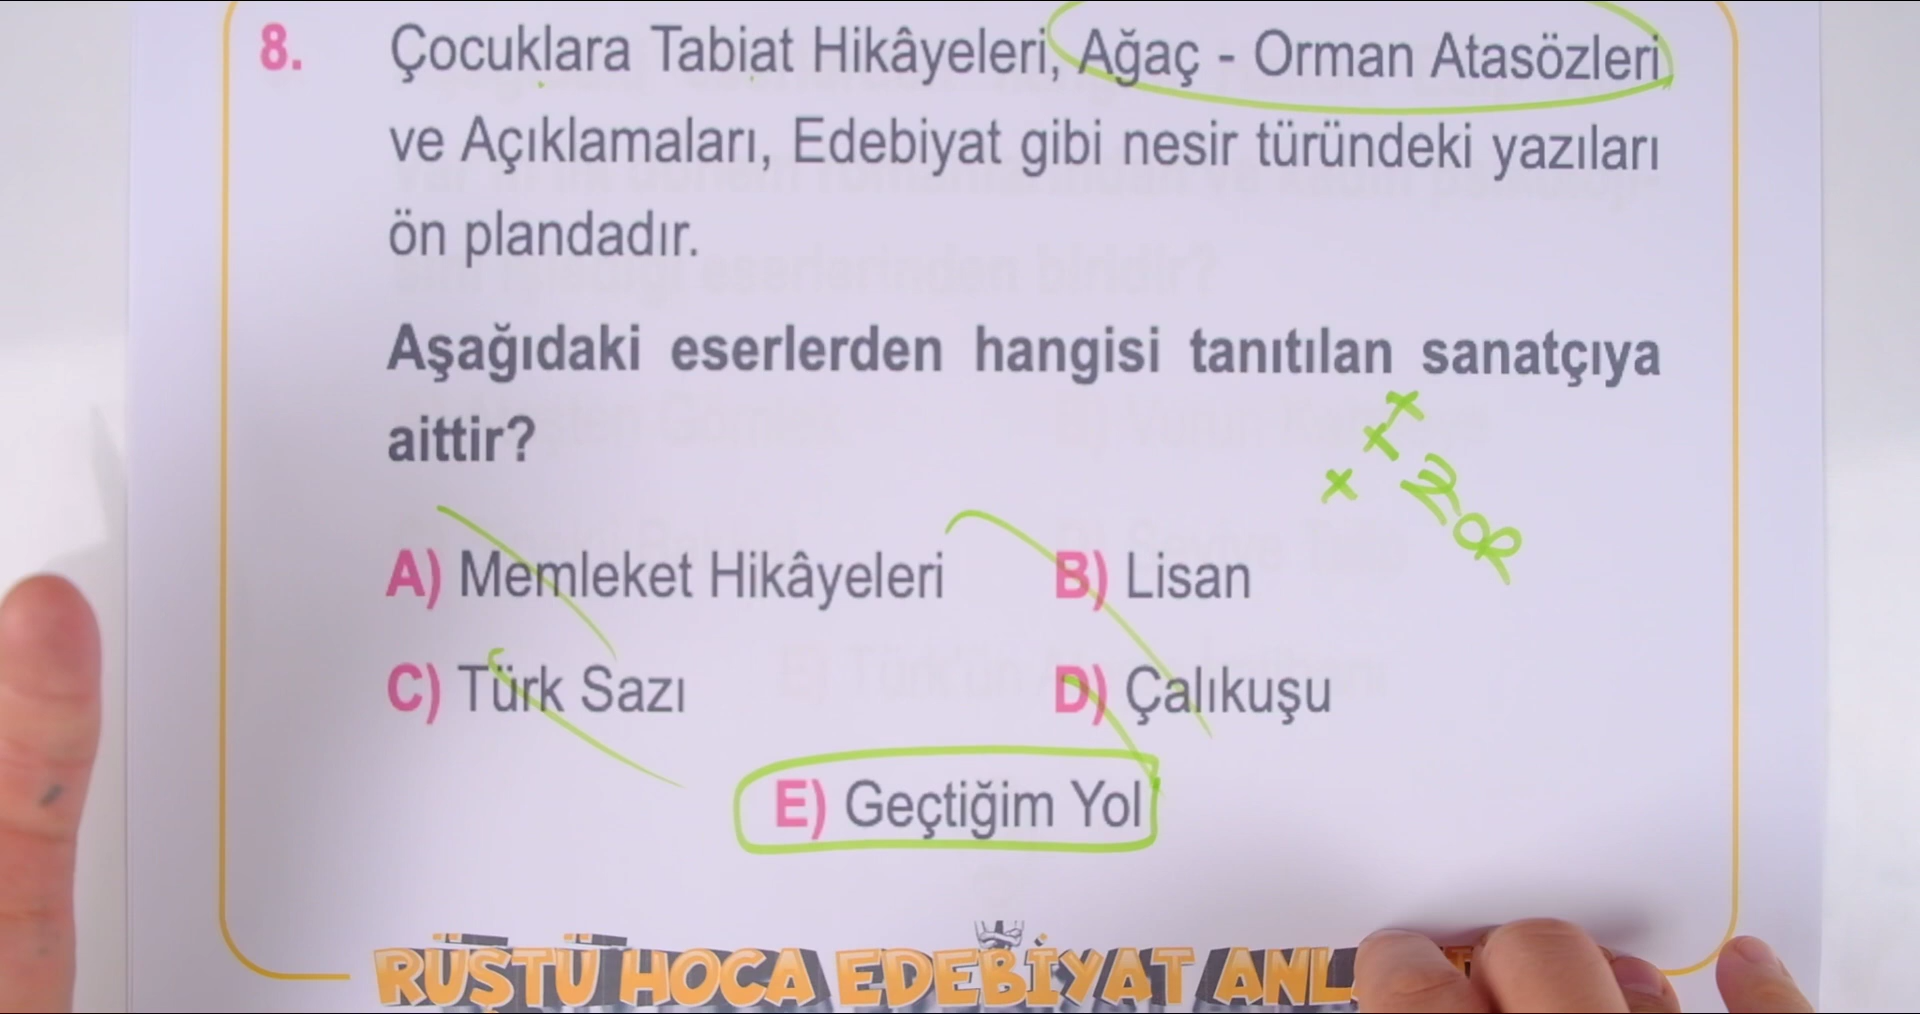 8. Çocuklara Tabiat Hikâyeleri, Ağaç - Orman Atasözleri
ve Açıklamaları, Edebiyat gibi nesir türündeki yazıları
ön plandadır.
Aşağıdaki eserlerden hangisi tanıtılan sanatçıya
aittir?
A) Memleket Hikâyeleri B) Lisan
C) Türk Sazı D) Çalıkuşu
E) Geçtiğim Yol
RÜŞTÜ HOCA EDEBİYAT